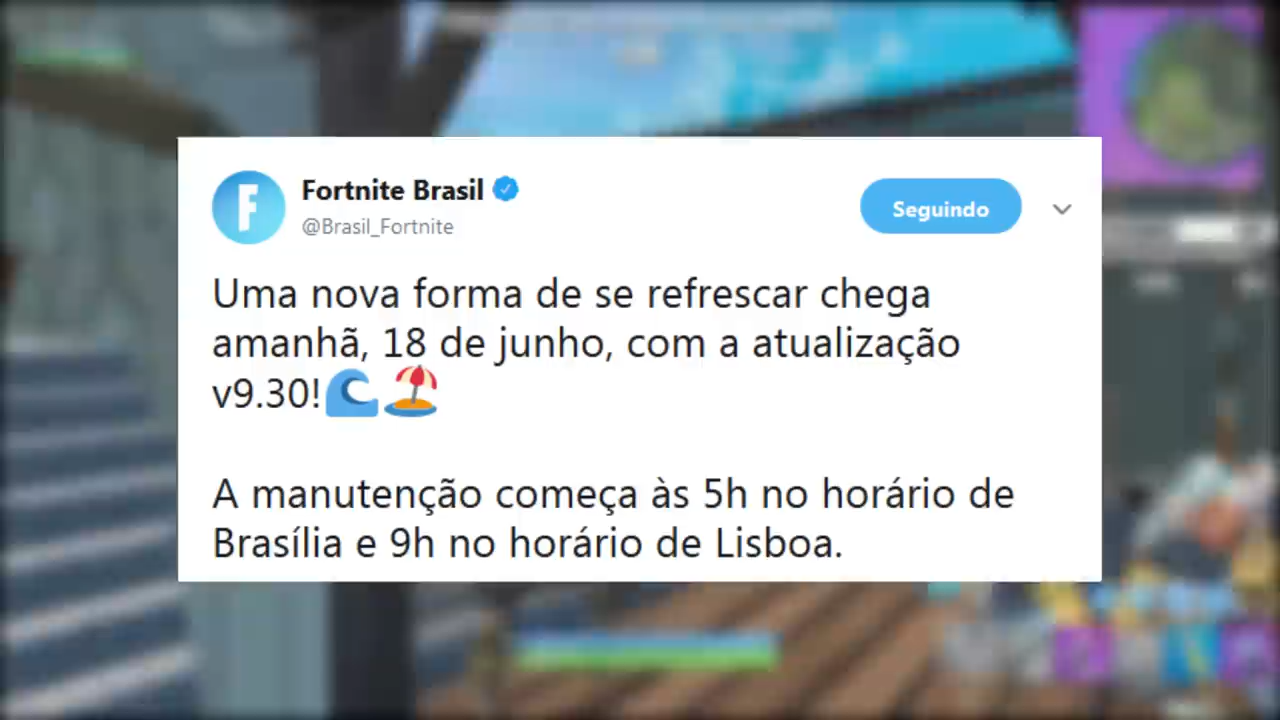 Fortnite Brasil
@Brasil_Fortnite
Seguindo
Uma nova forma de se refrescar chega
amanhã, 18 de junho, com a atualização
v9.30!🌊🏖️
A manutenção começa às 5h no horário de
Brasília e 9h no horário de Lisboa.